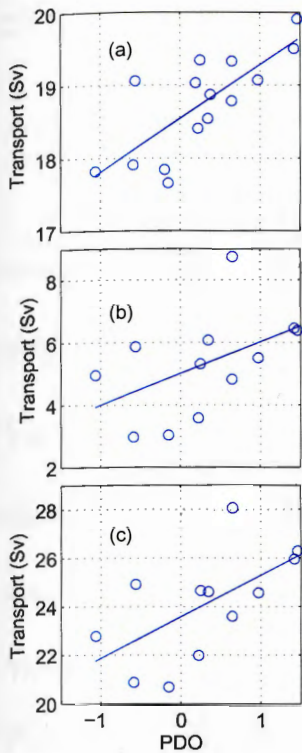 20
(a)
19
Transport (Sv)
18
17
8
(b)
6
Transport (Sv)
4
2
28
(c)
26
Transport (Sv)
24
22
20
−1 0 1
PDO